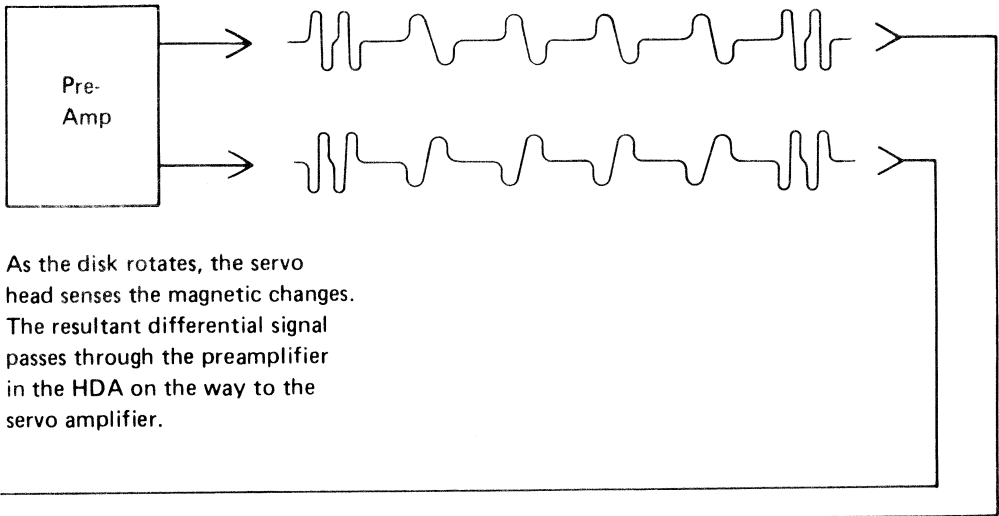 Pre-
Amp
As the disk rotates, the servo
head senses the magnetic changes.
The resultant differential signal
passes through the preamplifier
in the HDA on the way to the
servo amplifier.